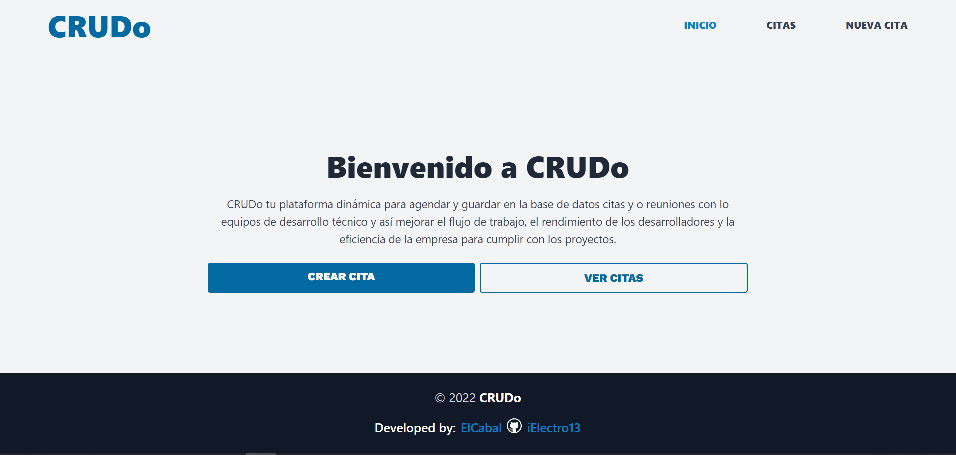 CRUDo
INICIO CITAS NUEVA CITA
Bienvenido a CRUDo
CRUDo tu plataforma dinámica para agendar y guardar en la base de datos citas y o reuniones con lo
equipos de desarrollo técnico y así mejorar el flujo de trabajo, el rendimiento de los desarrolladores y la
eficiencia de la empresa para cumplir con los proyectos.
CREAR CITA VER CITAS
© 2022 CRUDo
Developed by: ElCabal iElectro13